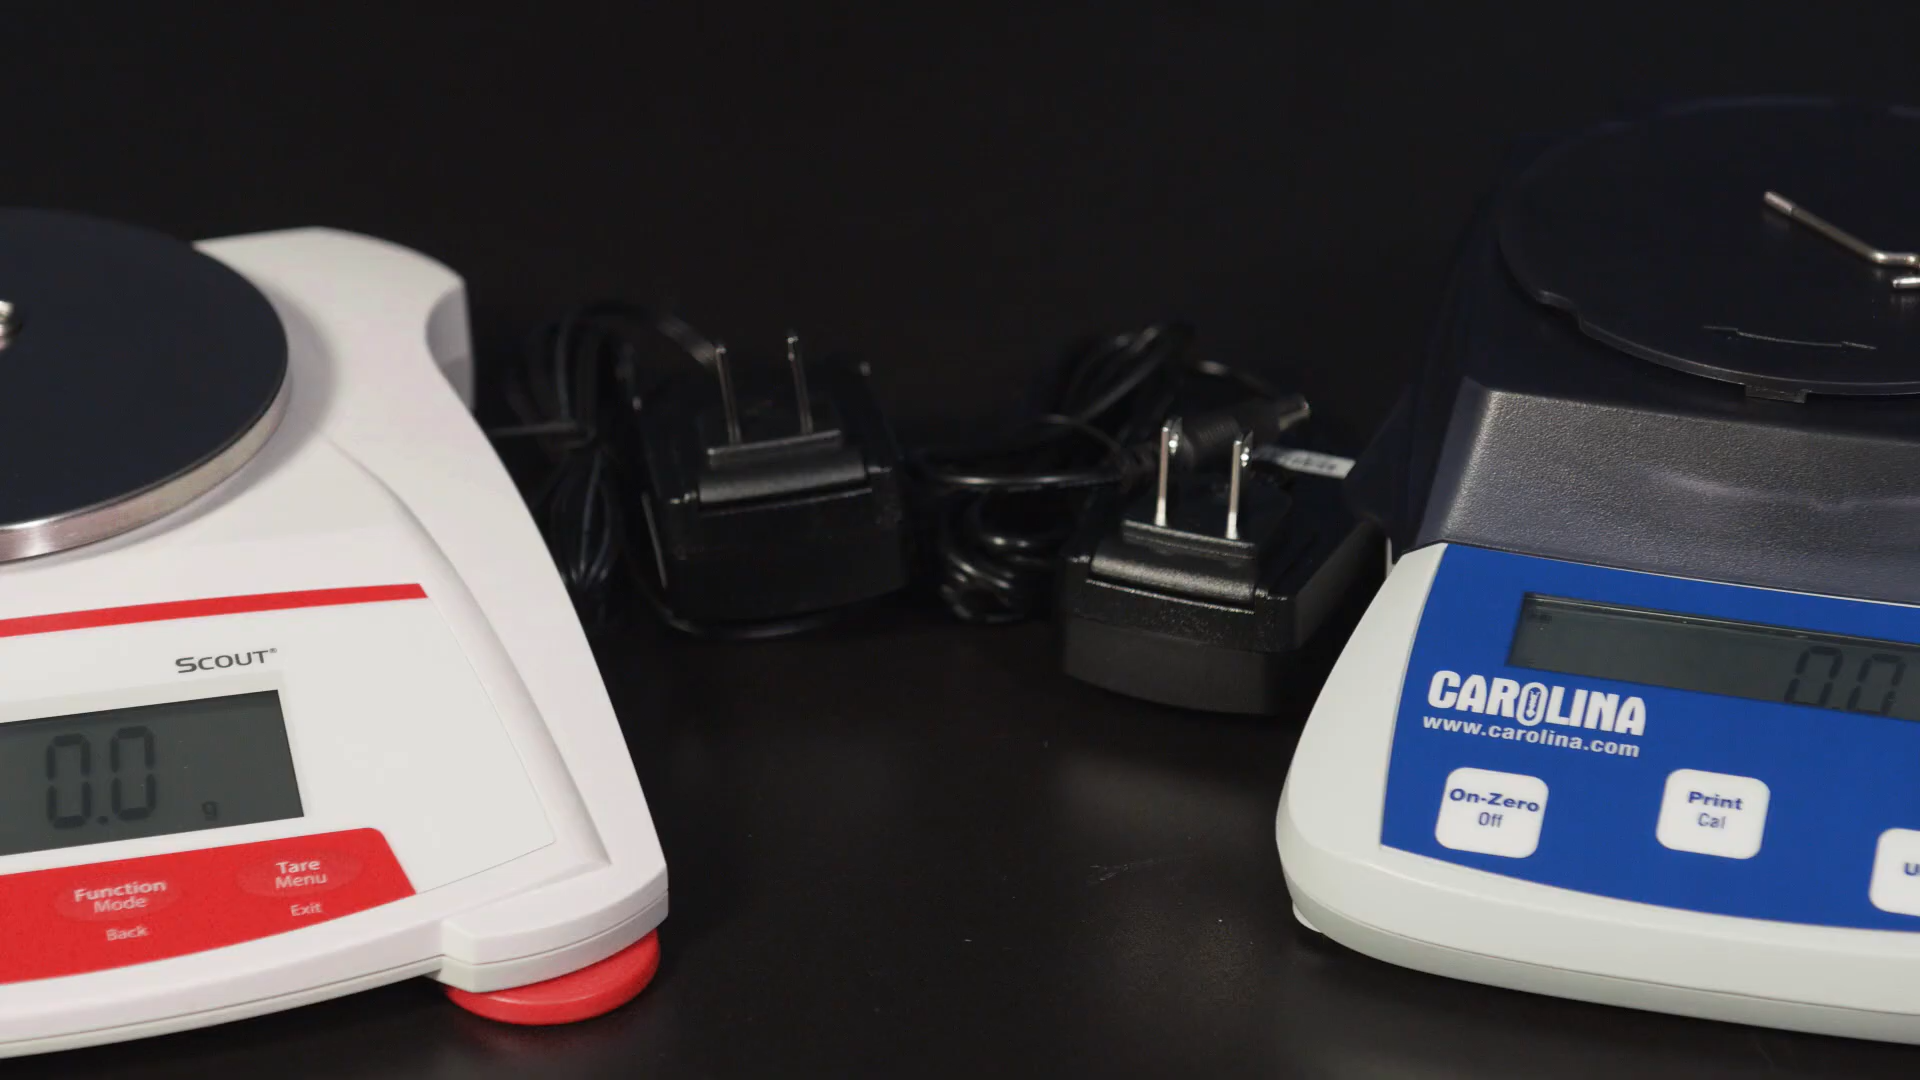 SCOUT®
0.0
g
Function
Mode
Back
Tare
Menu
Exit
0.0
CAROLINA
www.carolina.com
On-Zero
Off
Print
Cal
U